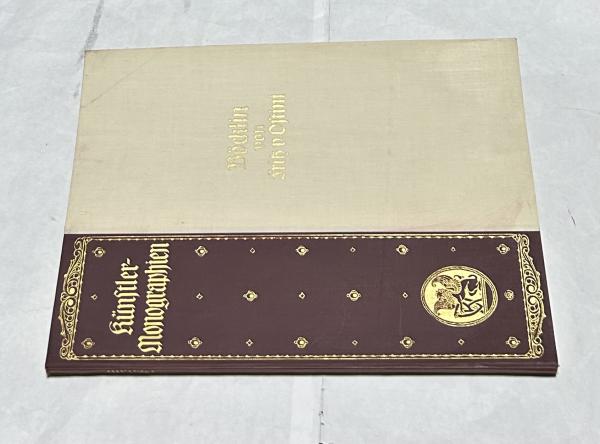 Künstler-
Monographien
Böcklin
von
Fritz v Ostini